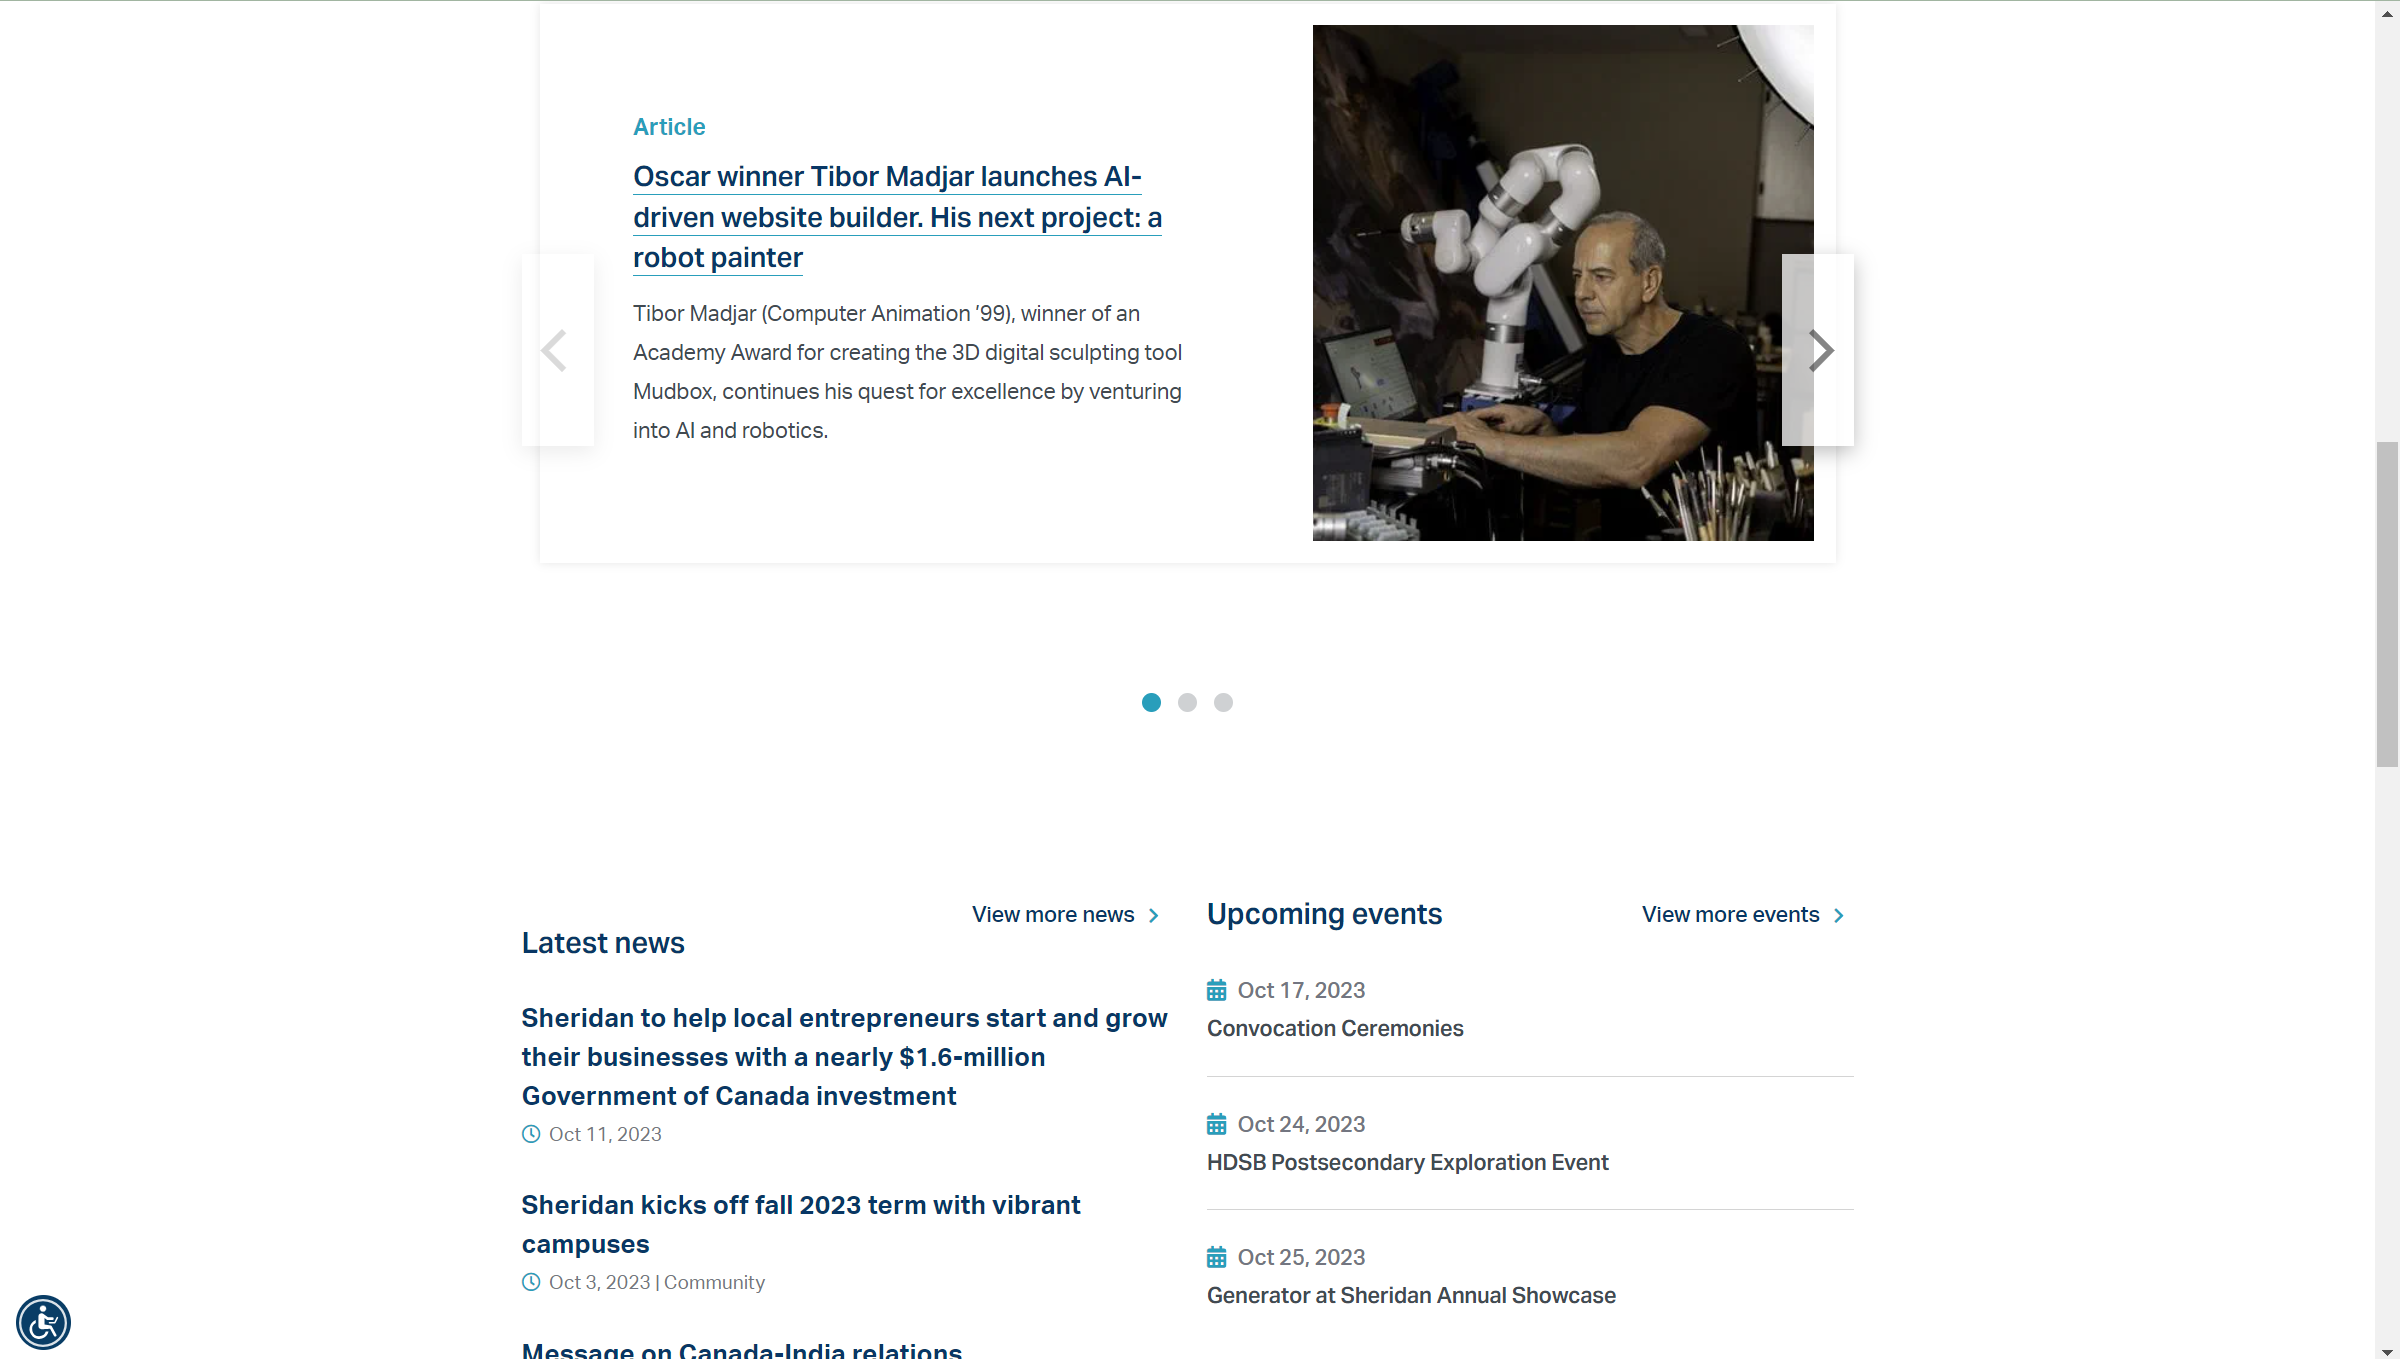 Article
Oscar winner Tibor Madjar launches AI-
driven website builder. His next project: a
robot painter
Tibor Madjar (Computer Animation ’99), winner of an
Academy Award for creating the 3D digital sculpting tool
Mudbox, continues his quest for excellence by venturing
into AI and robotics.
View more news
Latest news
Sheridan to help local entrepreneurs start and grow
their businesses with a nearly $1.6-million
Government of Canada investment
Oct 11, 2023
Sheridan kicks off fall 2023 term with vibrant
campuses
Oct 3, 2023 | Community
Message on Canada-India relations
Upcoming events
View more events
Oct 17, 2023
Convocation Ceremonies
Oct 24, 2023
HDSB Postsecondary Exploration Event
Oct 25, 2023
Generator at Sheridan Annual Showcase